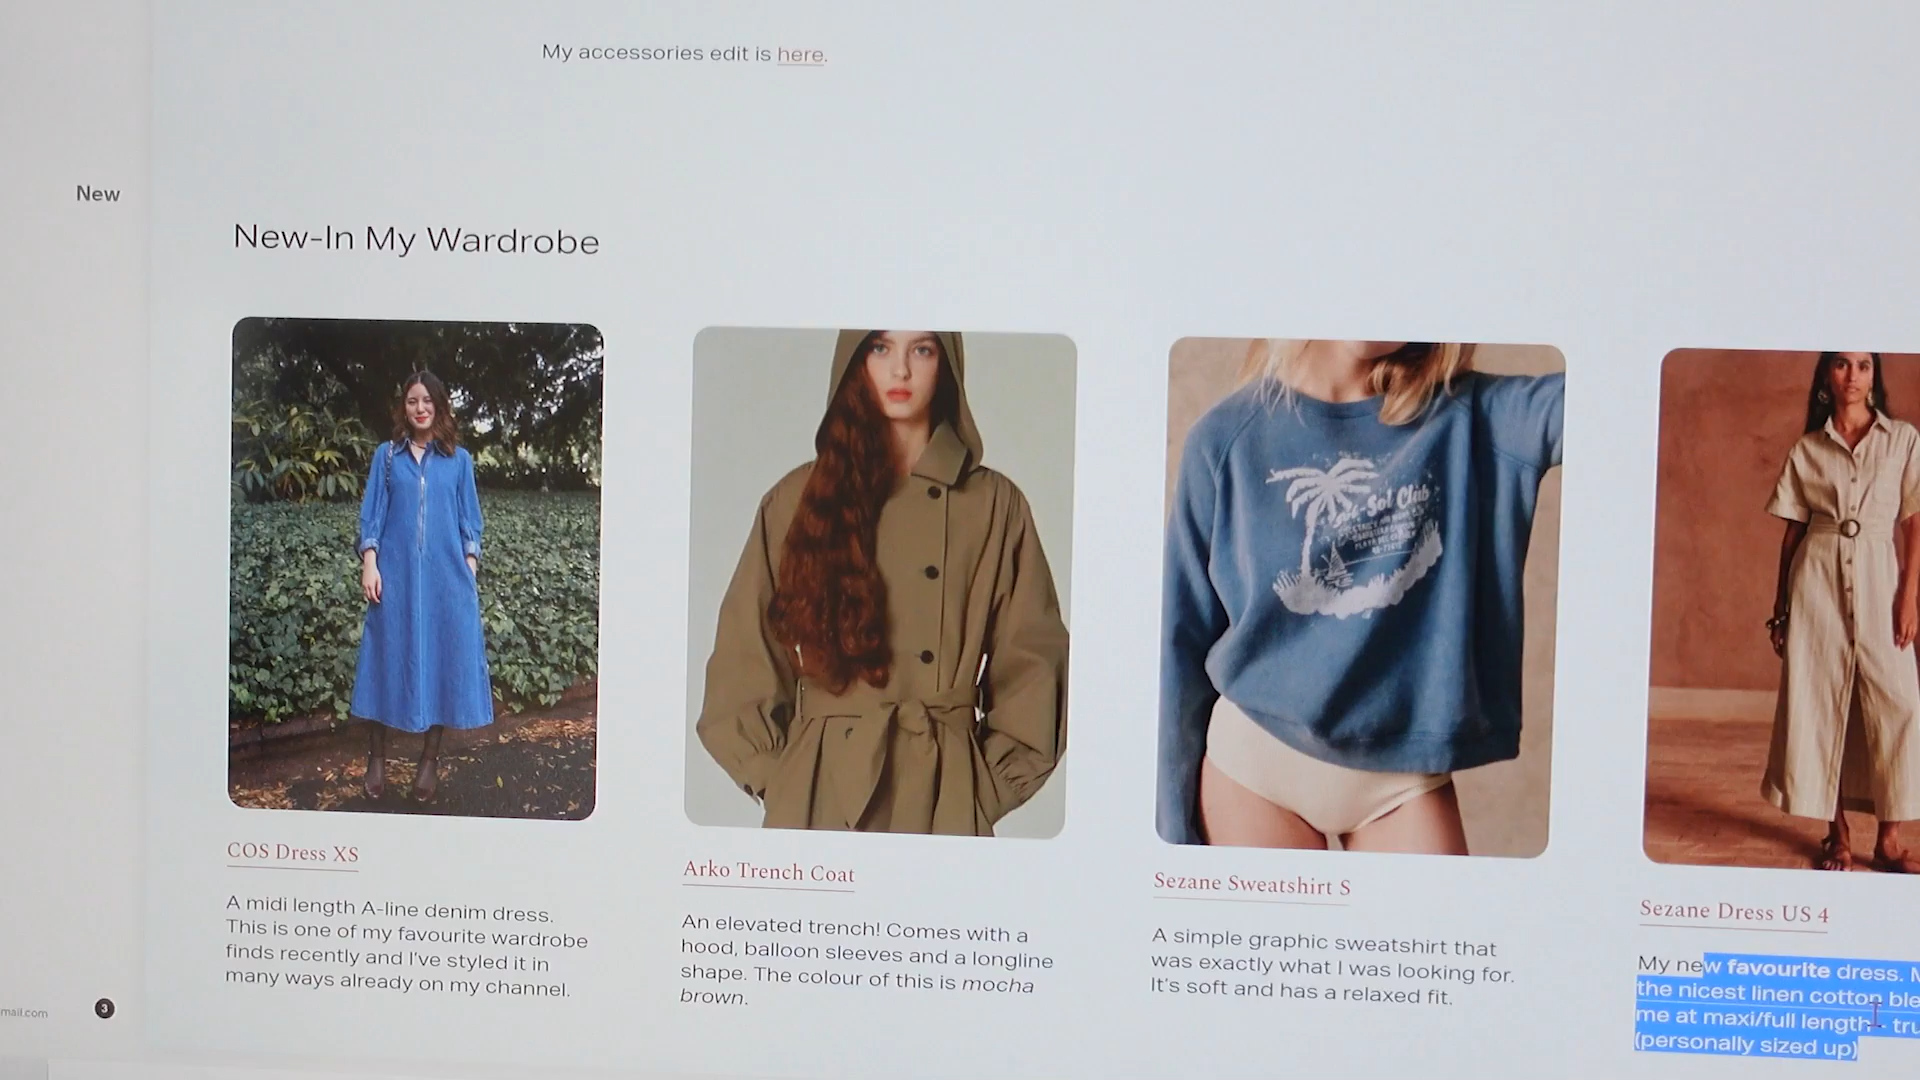 My accessories edit is here.
New
New-In My Wardrobe
Sol Club
COS Dress XS
A midi length A-line denim dress.
This is one of my favourite wardrobe
finds recently and I've styled it in
many ways already on my channel.
Arko Trench Coat
An elevated trench! Comes with a
hood, balloon sleeves and a longline
shape. The colour of this is mocha
brown.
Sezane Sweatshirt S
A simple graphic sweatshirt that
was exactly what I was looking for.
It's soft and has a relaxed fit.
Sezane Dress US 4
My new favourite dress.
the nicest linen cotton
me at maxi/full length -
(personally sized up)
mail.com
3